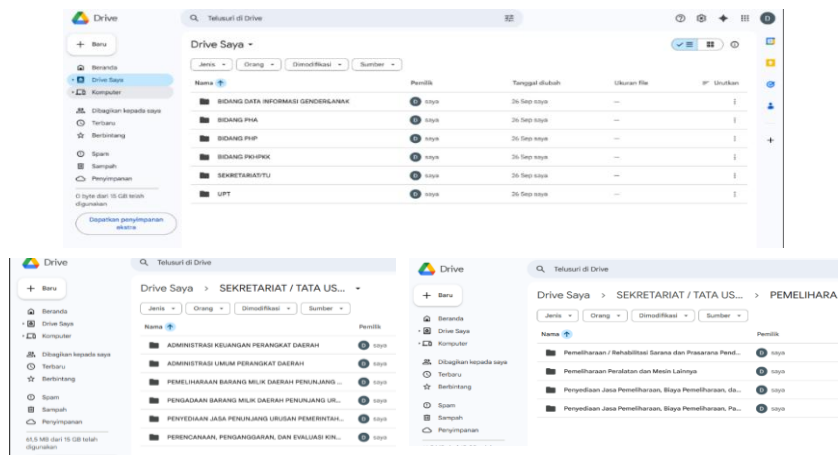 Drive
Telusuri di Drive
D
Baru
Drive Saya
Jenis Orang Dimodifikasi Sumber
Beranda
Drive Saya
Komputer
Dibagikan kepada saya
Terbaru
Berbintang
Spam
Sampah
Penyimpanan
0 byte dari 15 GB telah
digunakan
Dapatkan penyimpanan
ekstra
Nama Pemilik Tanggal diubah Ukuran file Urutkan
BIDANG DATA INFORMASI GENDER&ANAK D saya 26 Sep saya —
BIDANG PHA D saya 26 Sep saya —
BIDANG PHP D saya 26 Sep saya —
BIDANG PKHPKK D saya 26 Sep saya —
SEKRETARIAT/TU D saya 26 Sep saya —
UPT D saya 26 Sep saya —
Drive
Telusuri di Drive
Baru
Drive Saya > SEKRETARIAT / TATA US...
Jenis Orang Dimodifikasi Sumber
Beranda
Drive Saya
Komputer
Dibagikan kepada saya
Terbaru
Berbintang
Spam
Sampah
Penyimpanan
61,5 MB dari 15 GB telah
digunakan
Nama Pemilik
ADMINISTRASI KEUANGAN PERANGKAT DAERAH D saya
ADMINISTRASI UMUM PERANGKAT DAERAH D saya
PEMELIHARAAN BARANG MILIK DAERAH PENUNJANG ... D saya
PENGADAAN BARANG MILIK DAERAH PENUNJANG UR... D saya
PENYEDIAAN JASA PENUNJANG URUSAN PEMERINTAH... D saya
PERENCANAAN, PENGANGGARAN, DAN EVALUASI KIN... D saya
Drive
Telusuri di Drive
Baru
Drive Saya > SEKRETARIAT / TATA US... > PEMELIHARA
Jenis Orang Dimodifikasi Sumber
Beranda
Drive Saya
Komputer
Dibagikan kepada saya
Terbaru
Berbintang
Spam
Sampah
Penyimpanan
Nama Pemilik
Pemeliharaan / Rehabilitasi Sarana dan Prasarana Pend... D saya
Pemeliharaan Peralatan dan Mesin Lainnya D saya
Penyediaan Jasa Pemeliharaan, Biaya Pemeliharaan, da... D saya
Penyediaan Jasa Pemeliharaan, Biaya Pemeliharaan, Pa... D saya